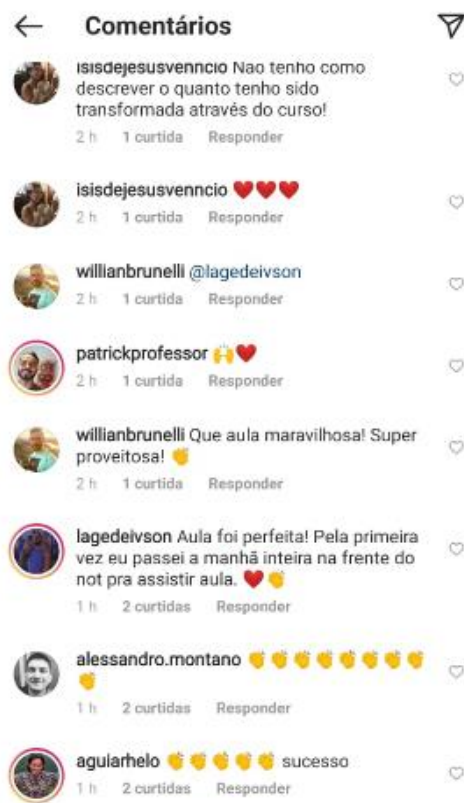 Comentários
isisdejesusvenncio Nao tenho como
descrever o quanto tenho sido
transformada através do curso!
2 h 1 curtida Responder
isisdejesusvenncio ❤️❤️❤️
2 h 1 curtida Responder
willianbrunelli @lagedeivson
2 h 1 curtida Responder
patrickprofessor 🙌❤️
2 h 1 curtida Responder
willianbrunelli Que aula maravilhosa! Super
proveitosa! 👏
2 h 1 curtida Responder
lagedeivson Aula foi perfeita! Pela primeira
vez eu passei a manhã inteira na frente do
not pra assistir aula. ❤️👏
1 h 2 curtidas Responder
alessandro.montano 👏👏👏👏👏👏👏👏
👏
1 h 2 curtidas Responder
aguiarhelo 👏👏👏👏👏 sucesso
1 h 2 curtidas Responder